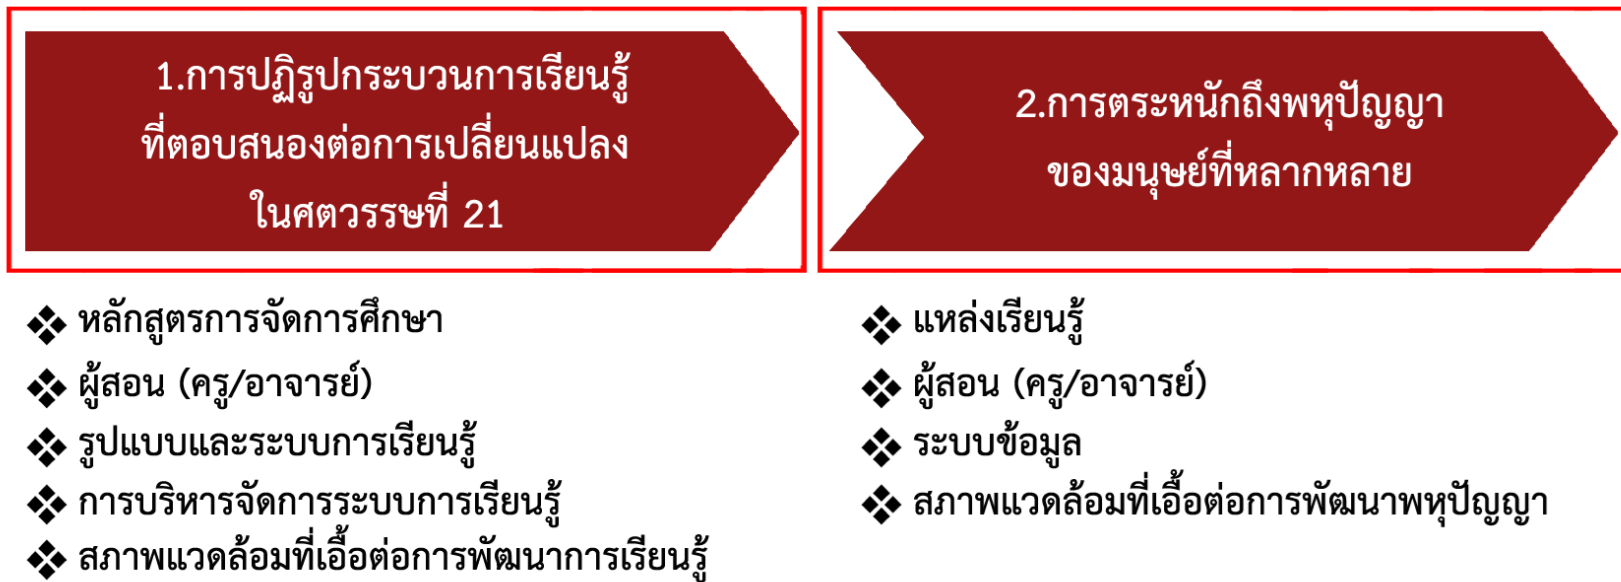 1.การปฏิรูปกระบวนการเรียนรู้
ที่ตอบสนองต่อการเปลี่ยนแปลง
ในศตวรรษที่ 21
❖ หลักสูตรการจัดการศึกษา
❖ ผู้สอน (ครู/อาจารย์)
❖ รูปแบบและระบบการเรียนรู้
❖ การบริหารจัดการระบบการเรียนรู้
❖ สภาพแวดล้อมที่เอื้อต่อการพัฒนาการเรียนรู้
2.การตระหนักถึงพหุปัญญา
ของมนุษย์ที่หลากหลาย
❖ แหล่งเรียนรู้
❖ ผู้สอน (ครู/อาจารย์)
❖ ระบบข้อมูล
❖ สภาพแวดล้อมที่เอื้อต่อการพัฒนาพหุปัญญา